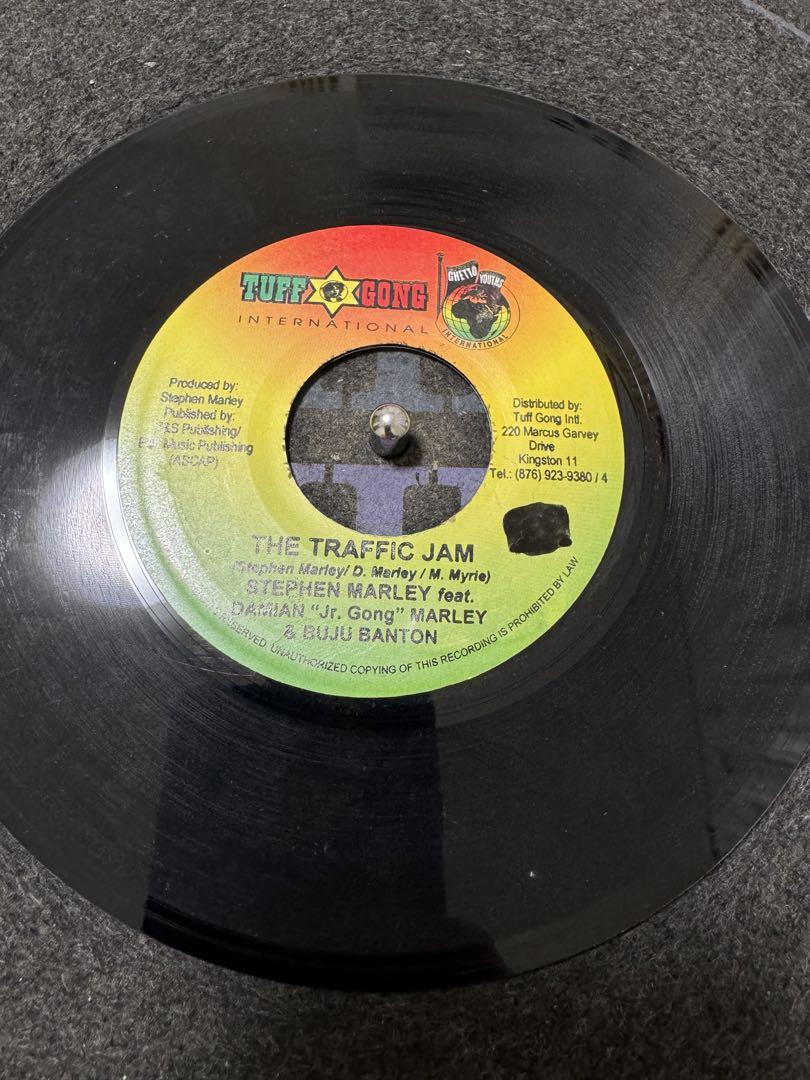 TUFF GONG
INTERNATIONAL
GHETTO YOUTHS
INTERNATIONAL
Produced by:
Stephen Marley
Published by:
Publishing/
Music Publishing
(ASCAP)
Distributed by:
Tuff Gong Intl.
220 Marcus Garvey
Drive
Kingston 11
Tel.: (876) 923-9380 / 4
THE TRAFFIC JAM
(Stephen Marley/ D. Marley / M. Myrie)
STEPHEN MARLEY feat.
DAMIAN "Jr. Gong" MARLEY
& BUJU BANTON
UNAUTHORIZED COPYING OF THIS RECORDING IS PROHIBITED BY LAW